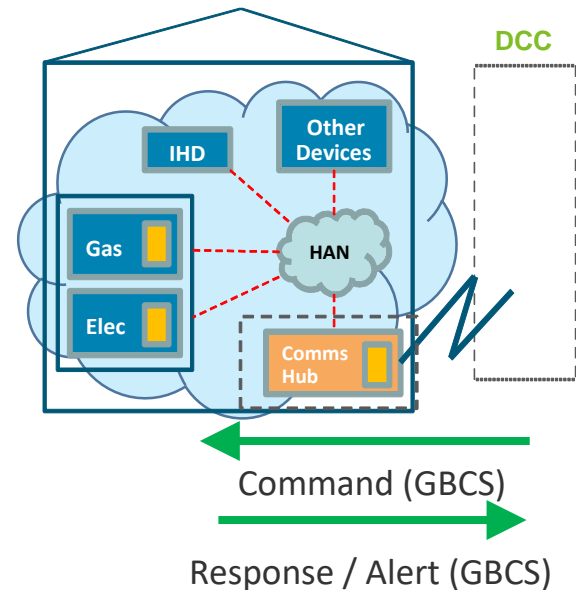 DCC
Other
Devices
IHD
Gas
HAN
Elec
Comms
Hub
Command (GBCS)
Response / Alert (GBCS)